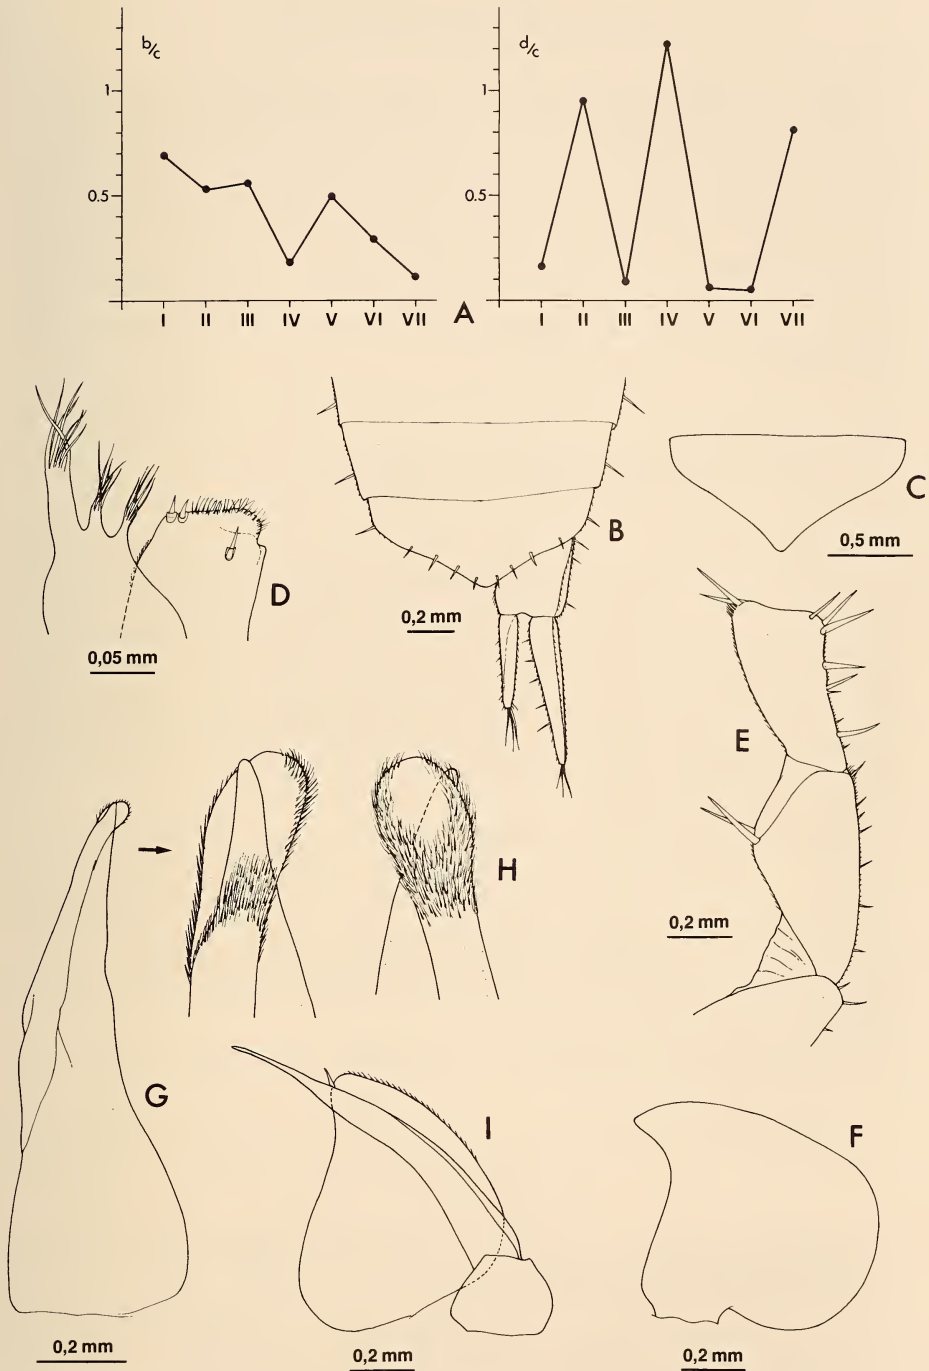 b/c
1
0.5
I II III IV V VI VII
A
d/c
1
0.5
I II III IV V VI VII
D
0,05 mm
B
0,2 mm
C
0,5 mm
E
0,2 mm
H
G
0,2 mm
I
0,2 mm
F
0,2 mm